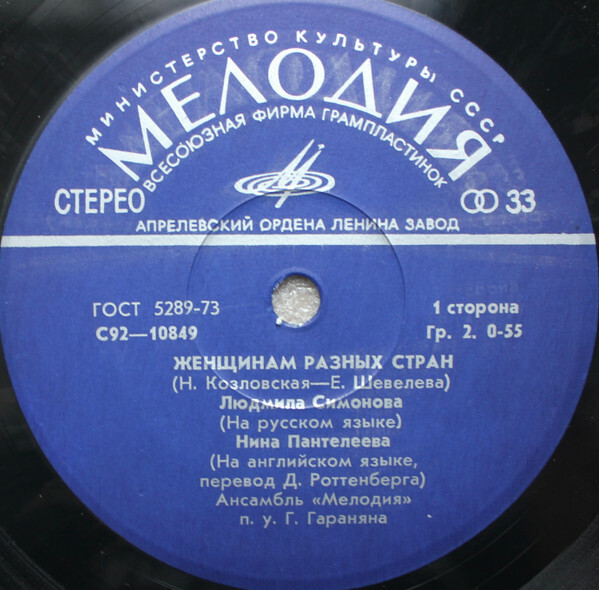 МИНИСТЕРСТВО КУЛЬТУРЫ СССР
МЕЛОДИЯ
ВСЕСОЮЗНАЯ ФИРМА ГРАМПЛАСТИНОК
СТЕРЕО 33
АПРЕЛЕВСКИЙ ОРДЕНА ЛЕНИНА ЗАВОД
ГОСТ 5289-73 1 сторона
С92—10849 Гр. 2. 0-55
ЖЕНЩИНАМ РАЗНЫХ СТРАН
(Н. Козловская—Е. Шевелева)
Людмила Симонова
(На русском языке)
Нина Пантелеева
(На английском языке,
перевод Д. Роттенберга)
Ансамбль «Мелодия»
п. у. Г. Гараняна